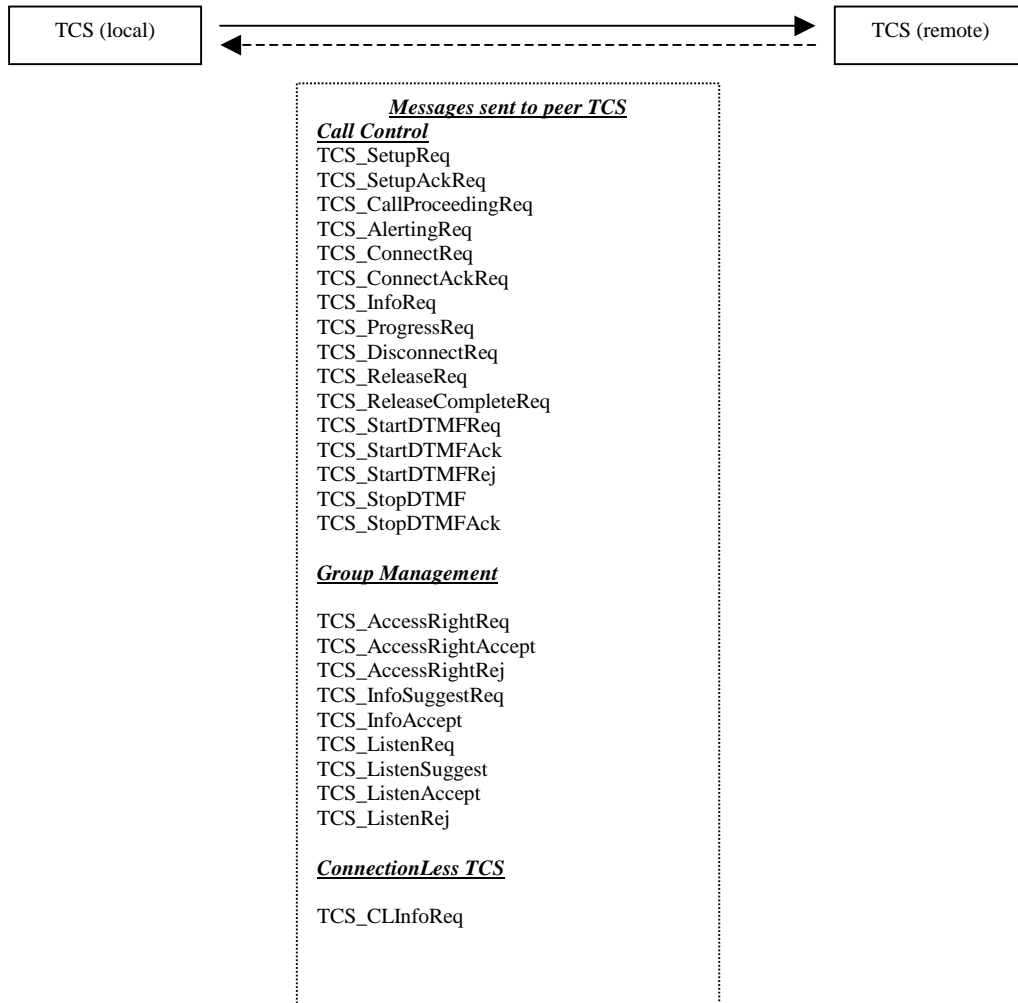 TCS (local)
TCS (remote)
Messages sent to peer TCS
Call Control
TCS_SetupReq
TCS_SetupAckReq
TCS_CallProceedingReq
TCS_AlertingReq
TCS_ConnectReq
TCS_ConnectAckReq
TCS_InfoReq
TCS_ProgressReq
TCS_DisconnectReq
TCS_ReleaseReq
TCS_ReleaseCompleteReq
TCS_StartDTMFReq
TCS_StartDTMFAck
TCS_StartDTMFRej
TCS_StopDTMF
TCS_StopDTMFAck
Group Management
TCS_AccessRightReq
TCS_AccessRightAccept
TCS_AccessRightRej
TCS_InfoSuggestReq
TCS_InfoAccept
TCS_ListenReq
TCS_ListenSuggest
TCS_ListenAccept
TCS_ListenRej
ConnectionLess TCS
TCS_CLInfoReq